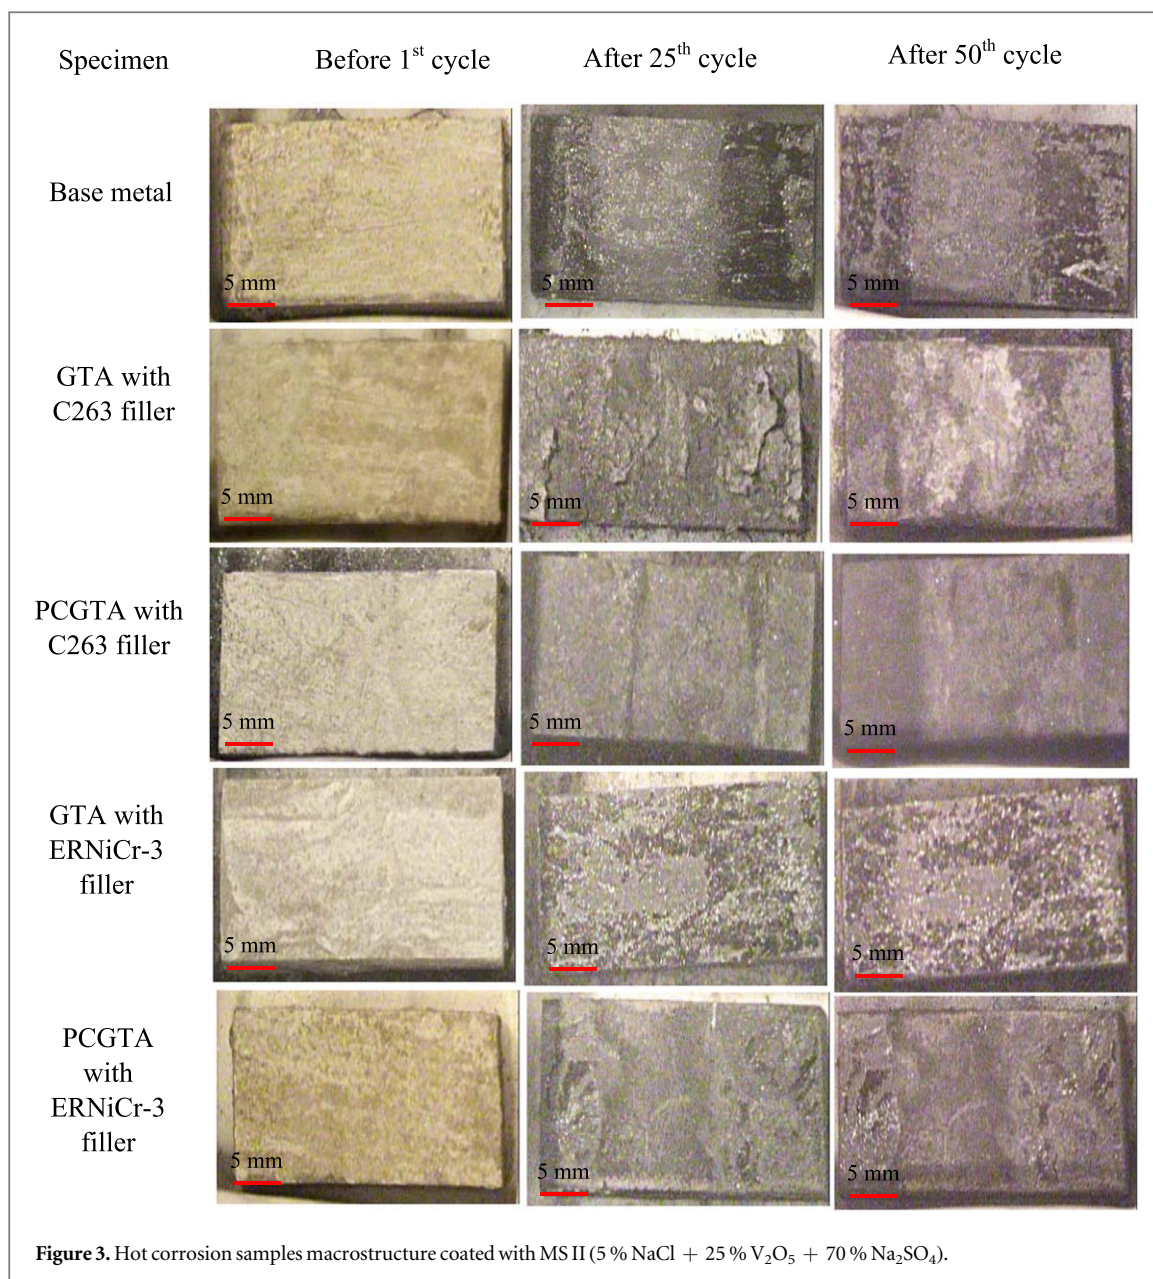 Specimen
Before 1st cycle
After 25th cycle
After 50th cycle
Base metal
5 mm
5 mm
5 mm
GTA with
C263 filler
5 mm
5 mm
5 mm
PCGTA with
C263 filler
5 mm
5 mm
5 mm
GTA with
ERNiCr-3
filler
5 mm
5 mm
5 mm
PCGTA
with
ERNiCr-3
filler
5 mm
5 mm
5 mm
Figure 3. Hot corrosion samples macrostructure coated with MS II (5 % NaCl + 25 % V₂O₅ + 70 % Na₂SO₄).